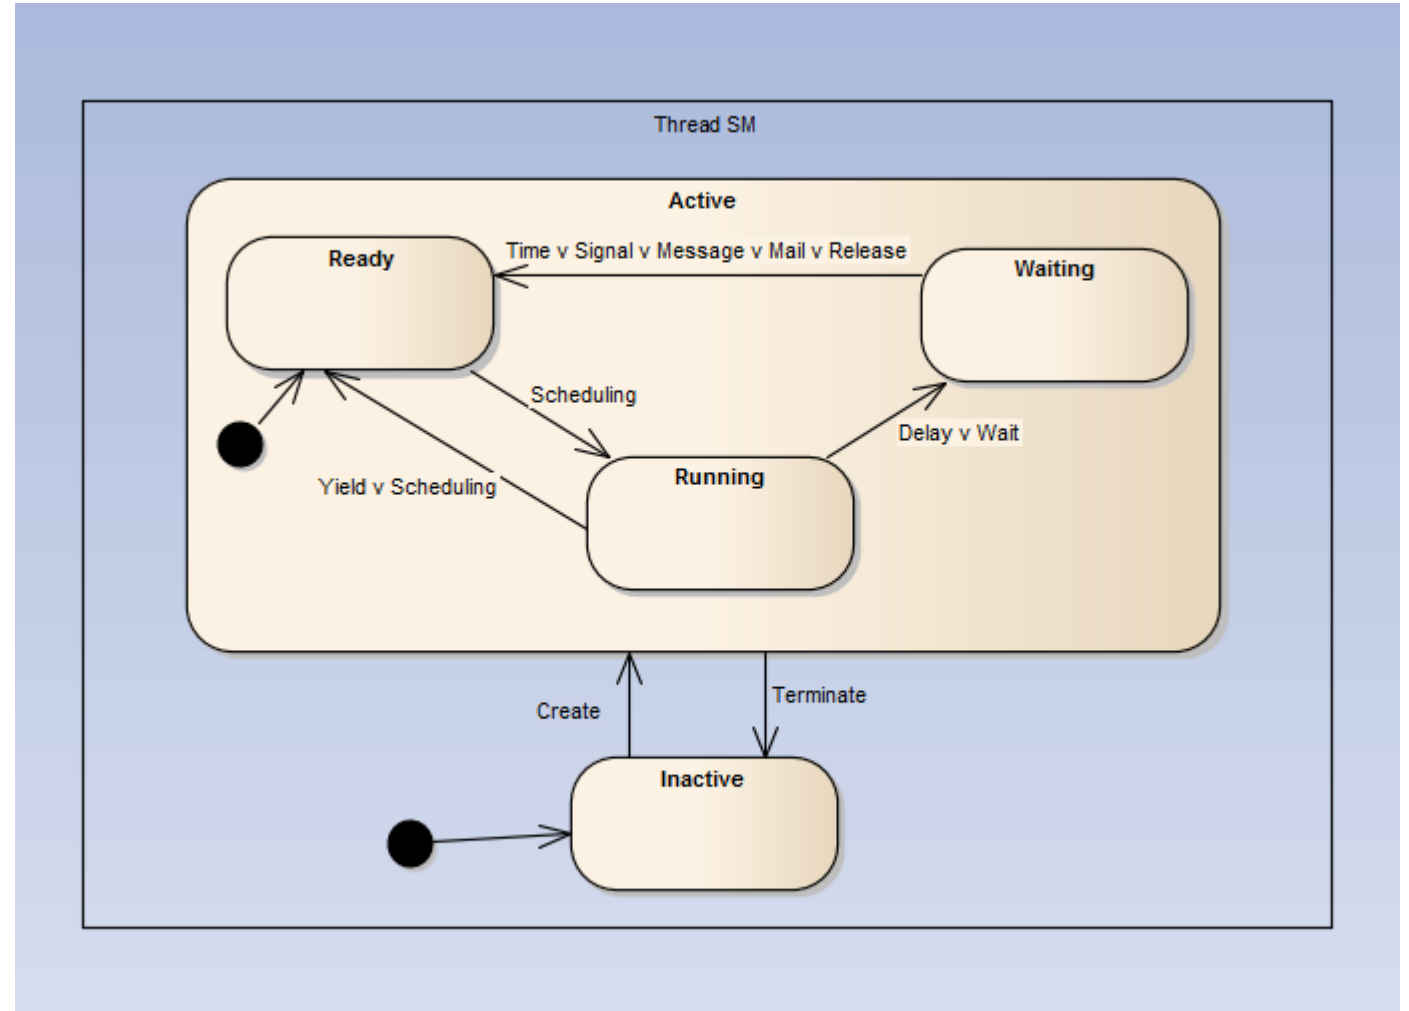 Thread SM
Active
Ready
Time v Signal v Message v Mail v Release
Waiting
Scheduling
Delay v Wait
Running
Yield v Scheduling
Create
Terminate
Inactive